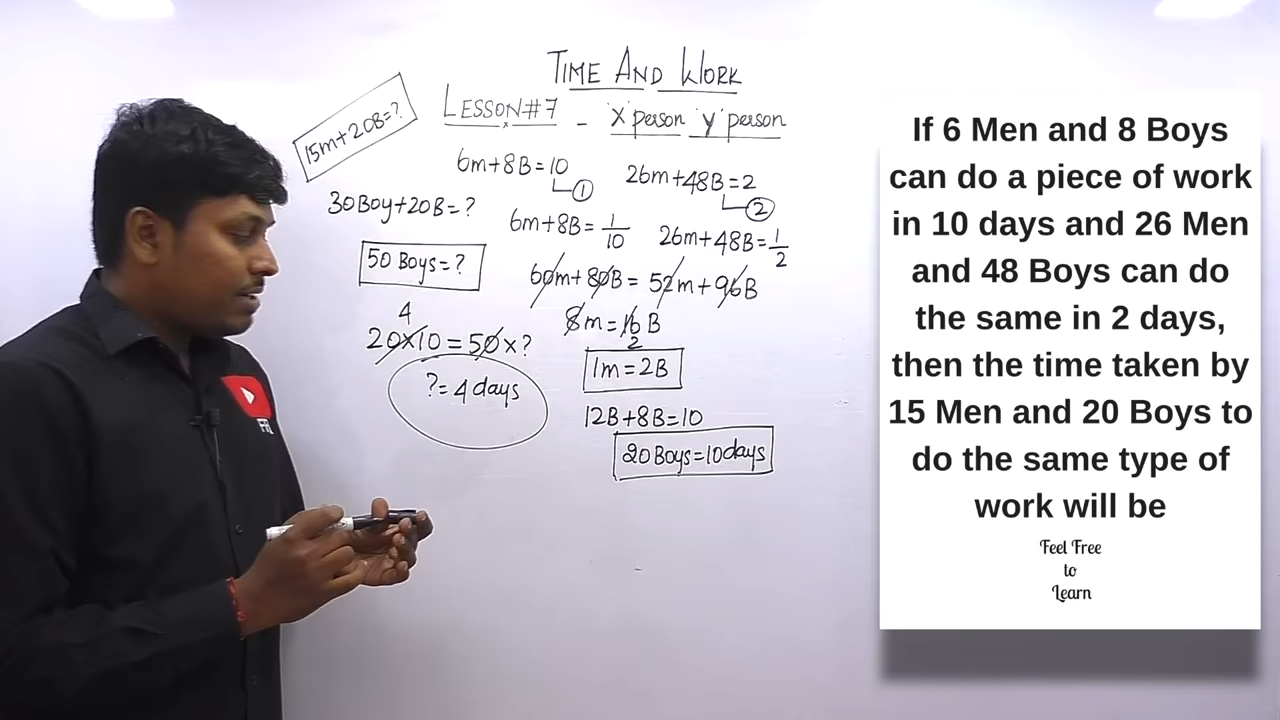 TIME AND WORK
LESSON#7 - 'X' person 'y' person
15m+20B=?
6m+8B=10
1
26m+48B=2
2
30Boy+20B=?
6m+8B=1/10
26m+48B=1/2
50 Boys=?
60m+80B=52m+96B
4
20×10=50×?
8m=16B
2
?=4 days
1m=2B
12B+8B=10
20 Boys=10days
If 6 Men and 8 Boys
can do a piece of work
in 10 days and 26 Men
and 48 Boys can do
the same in 2 days,
then the time taken by
15 Men and 20 Boys to
do the same type of
work will be
Feel Free
to
Learn